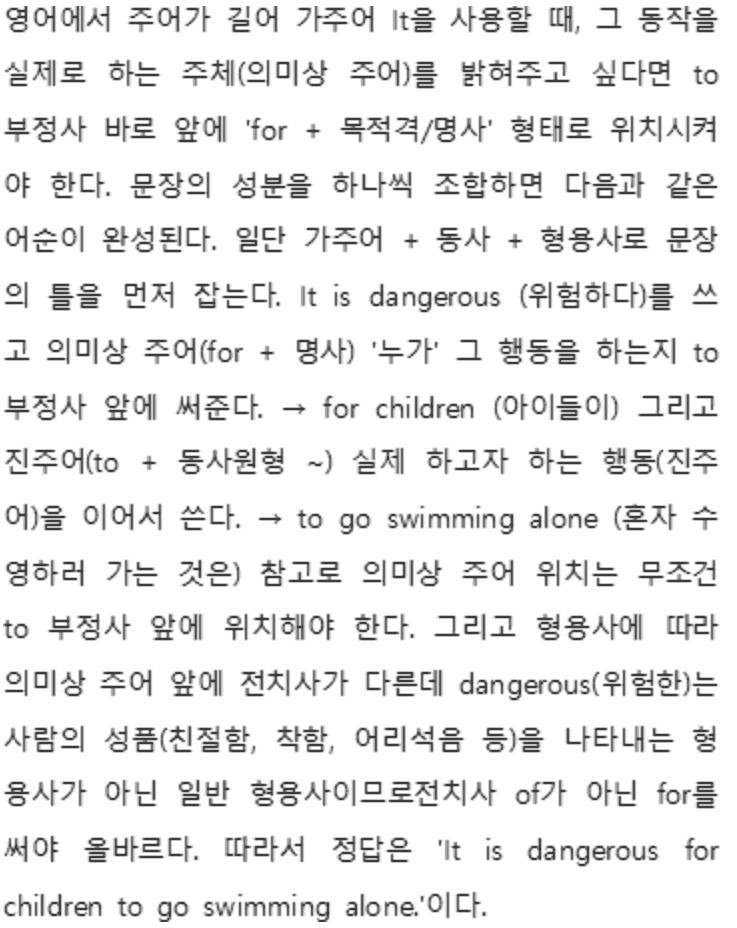 영어에서 주어가 길어 가주어 It을 사용할 때, 그 동작을
실제로 하는 주체(의미상 주어)를 밝혀주고 싶다면 to
부정사 바로 앞에 'for + 목적격/명사' 형태로 위치시켜
야 한다. 문장의 성분을 하나씩 조합하면 다음과 같은
어순이 완성된다. 일단 가주어 + 동사 + 형용사로 문장
의 틀을 먼저 잡는다. It is dangerous (위험하다)를 쓰
고 의미상 주어(for + 명사) '누가' 그 행동을 하는지 to
부정사 앞에 써준다. → for children (아이들이) 그리고
진주어(to + 동사원형 ~) 실제 하고자 하는 행동(진주
어)을 이어서 쓴다. → to go swimming alone (혼자 수
영하러 가는 것은) 참고로 의미상 주어 위치는 무조건
to 부정사 앞에 위치해야 한다. 그리고 형용사에 따라
의미상 주어 앞에 전치사가 다른데 dangerous(위험한)는
사람의 성품(친절함, 착함, 어리석음 등)을 나타내는 형
용사가 아닌 일반 형용사이므로전치사 of가 아닌 for를
써야 올바르다. 따라서 정답은 'It is dangerous for
children to go swimming alone.'이다.